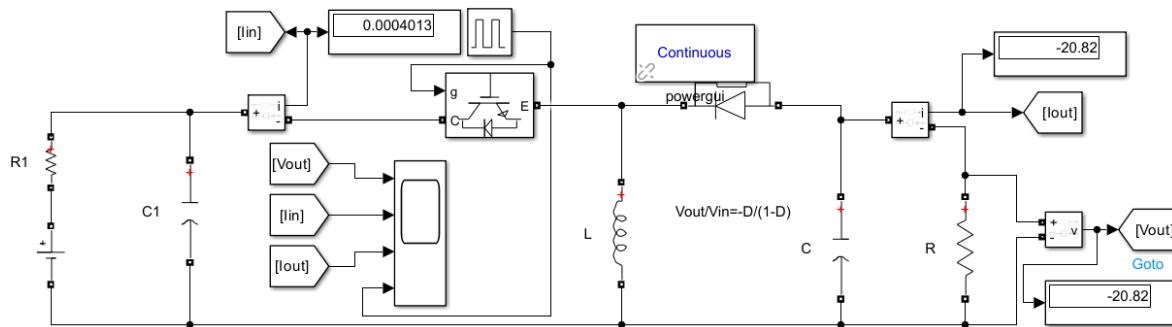 [Iin]
0.0004013
Continuous
powergui
-20.82
i
+
-
[Iout]
g
C
E
i
+
-
R1
C1
[Vout]
[Iin]
[Iout]
L
Vout/Vin=-D/(1-D)
C
R
+
-
v
[Vout]
Goto
-20.82
+